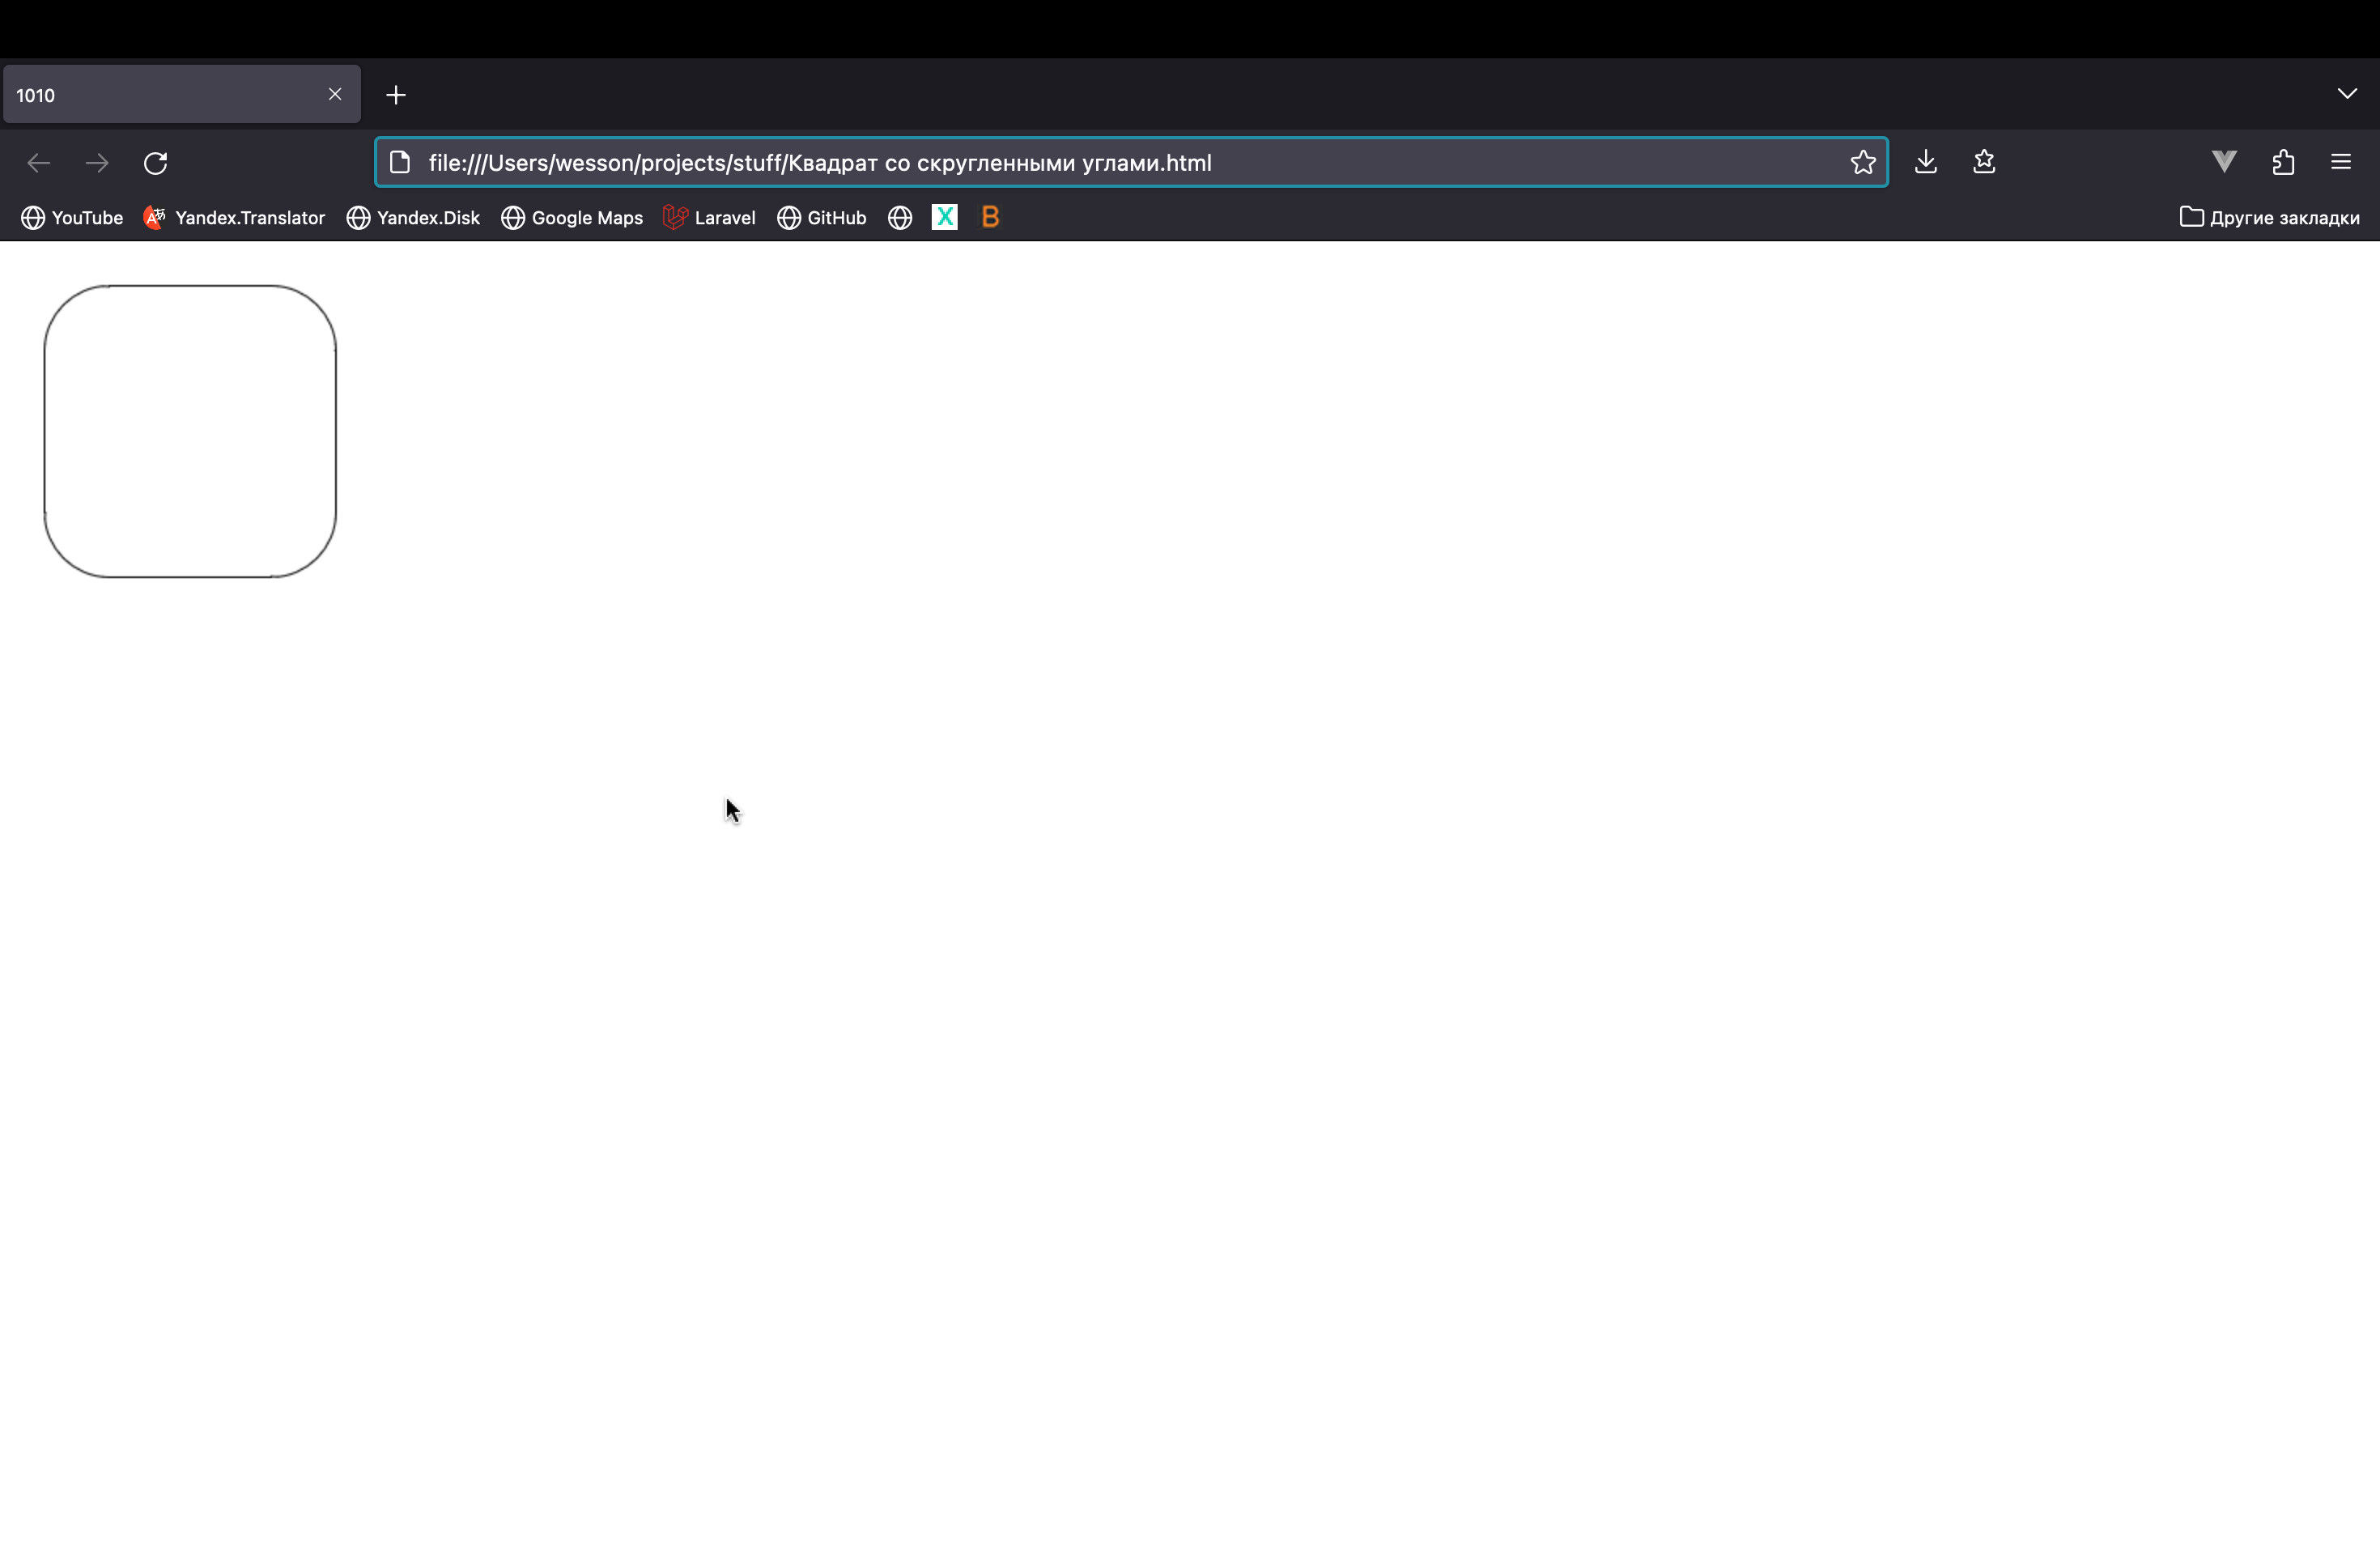 1010
file:///Users/wesson/projects/stuff/Квадрат со скругленными углами.html
YouTube Yandex.Translator Yandex.Disk Google Maps Laravel GitHub X B Другие закладки